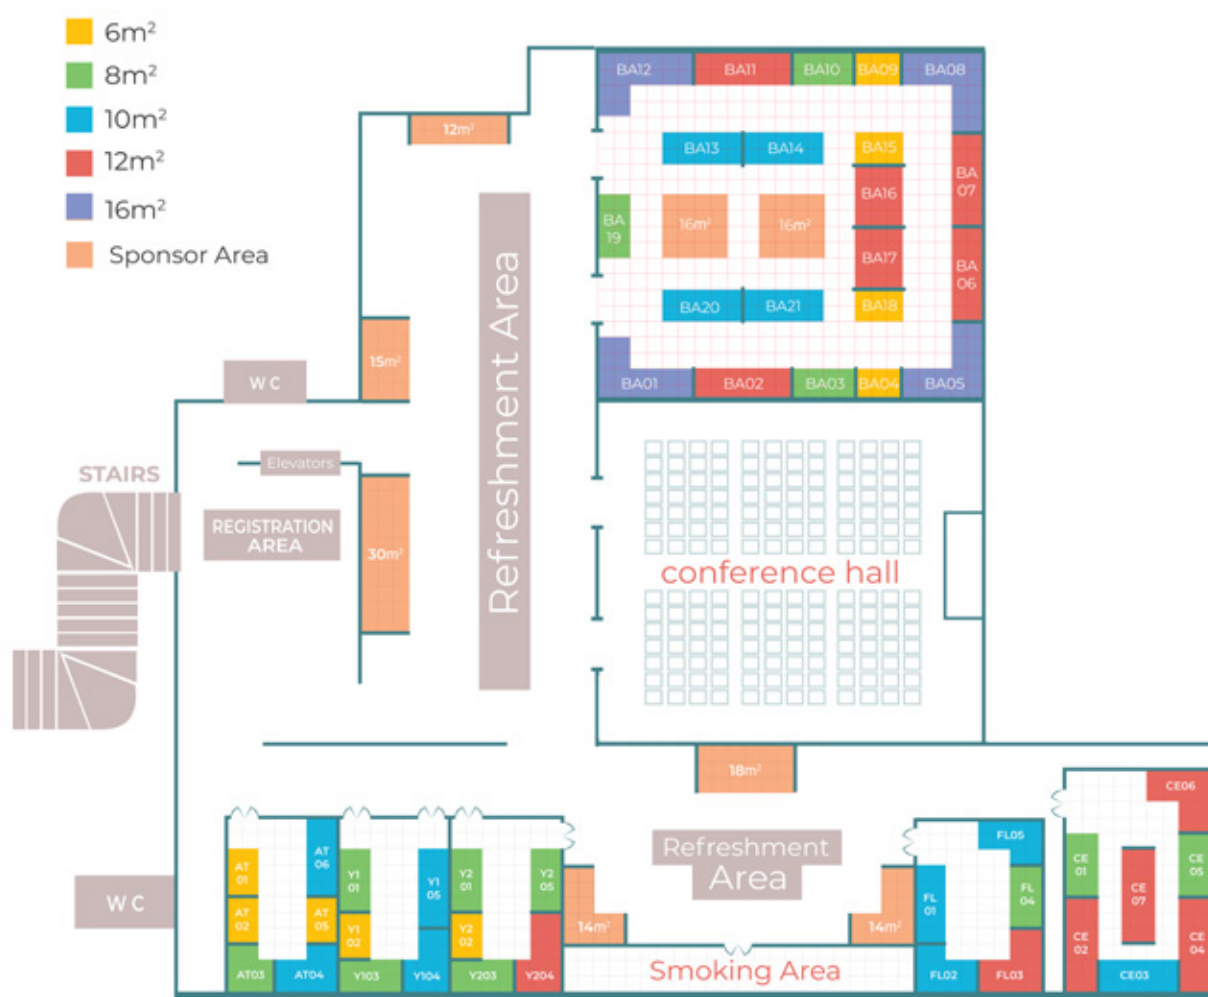 6m²
8m²
10m²
12m²
16m²
Sponsor Area
12m²
15m²
30m²
W C
Elevators
STAIRS
REGISTRATION
AREA
Refreshment Area
BA12
BA11
BA10
BA09
BA08
BA13
BA14
BA15
BA
07
BA16
BA
19
16m²
16m²
BA17
BA
06
BA20
BA21
BA18
BA01
BA02
BA03
BA04
BA05
conference hall
18m²
Refreshment
Area
14m²
14m²
Smoking Area
W C
AT
01
AT
02
AT03
AT04
AT
05
AT
06
Y1
01
Y1
02
Y103
Y104
Y1
05
Y2
01
Y2
02
Y203
Y204
Y2
05
FL
01
FL02
FL03
FL
04
FL05
CE
01
CE
02
CE03
CE
04
CE
05
CE06
CE
07